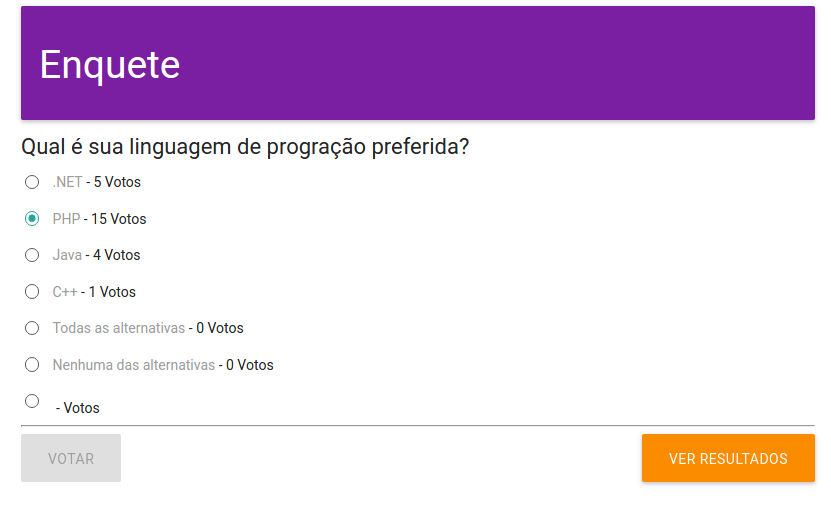 Enquete
Qual é sua linguagem de progração preferida?
.NET - 5 Votos
PHP - 15 Votos
Java - 4 Votos
C++ - 1 Votos
Todas as alternativas - 0 Votos
Nenhuma das alternativas - 0 Votos
- Votos
VOTAR
VER RESULTADOS